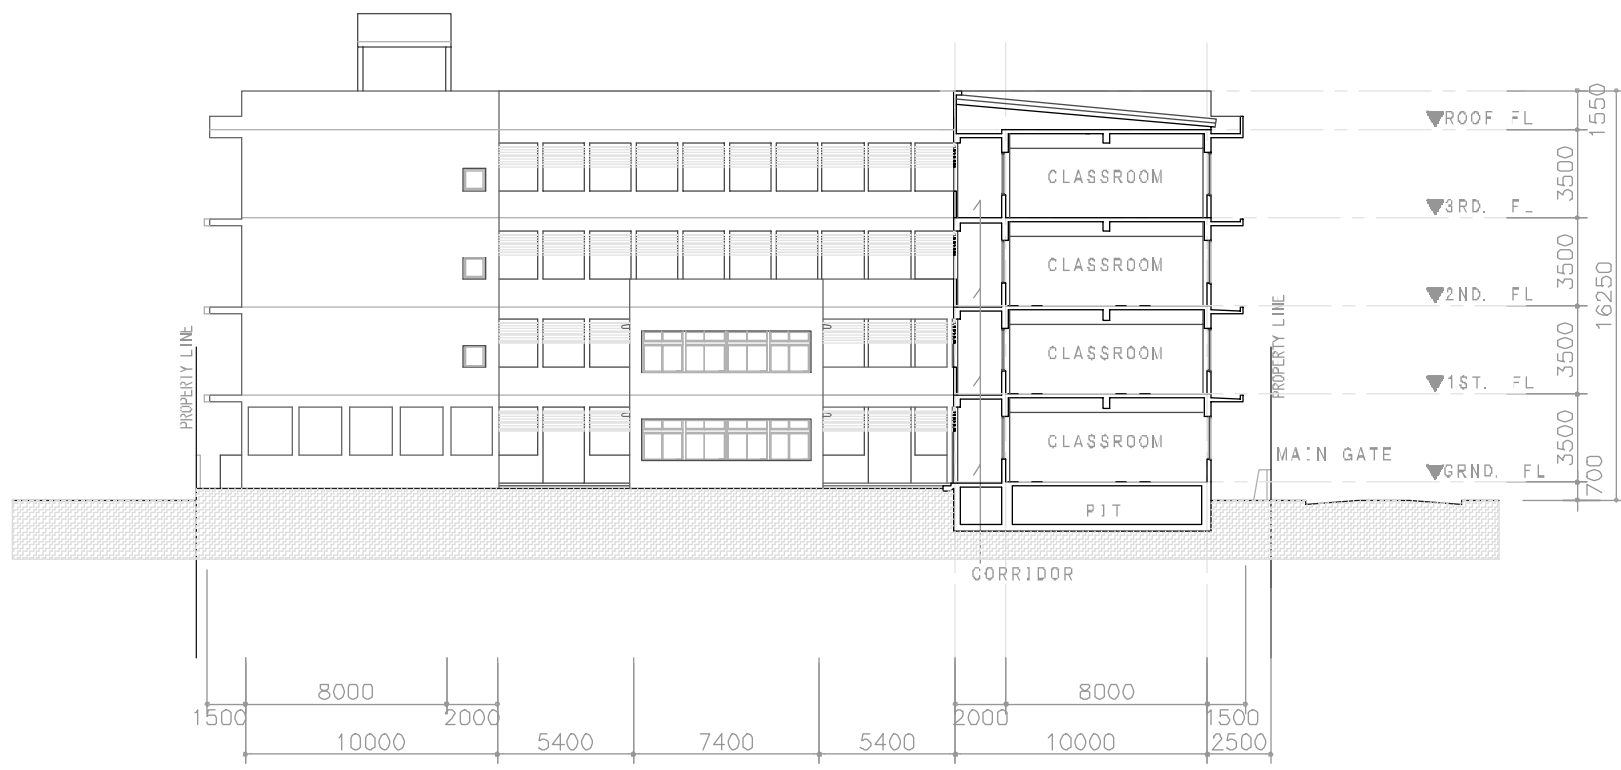 1550
ROOF FL
CLASSROOM
3500
3RD. FL
CLASSROOM
3500
16250
2ND. FL
PROPERTY LINE
PROPERTY LINE
CLASSROOM
3500
1ST. FL
CLASSROOM
3500
MAIN GATE
GRND. FL
700
PIT
CORRIDOR
8000
8000
1500
2000
2000
1500
10000
5400
7400
5400
10000
2500